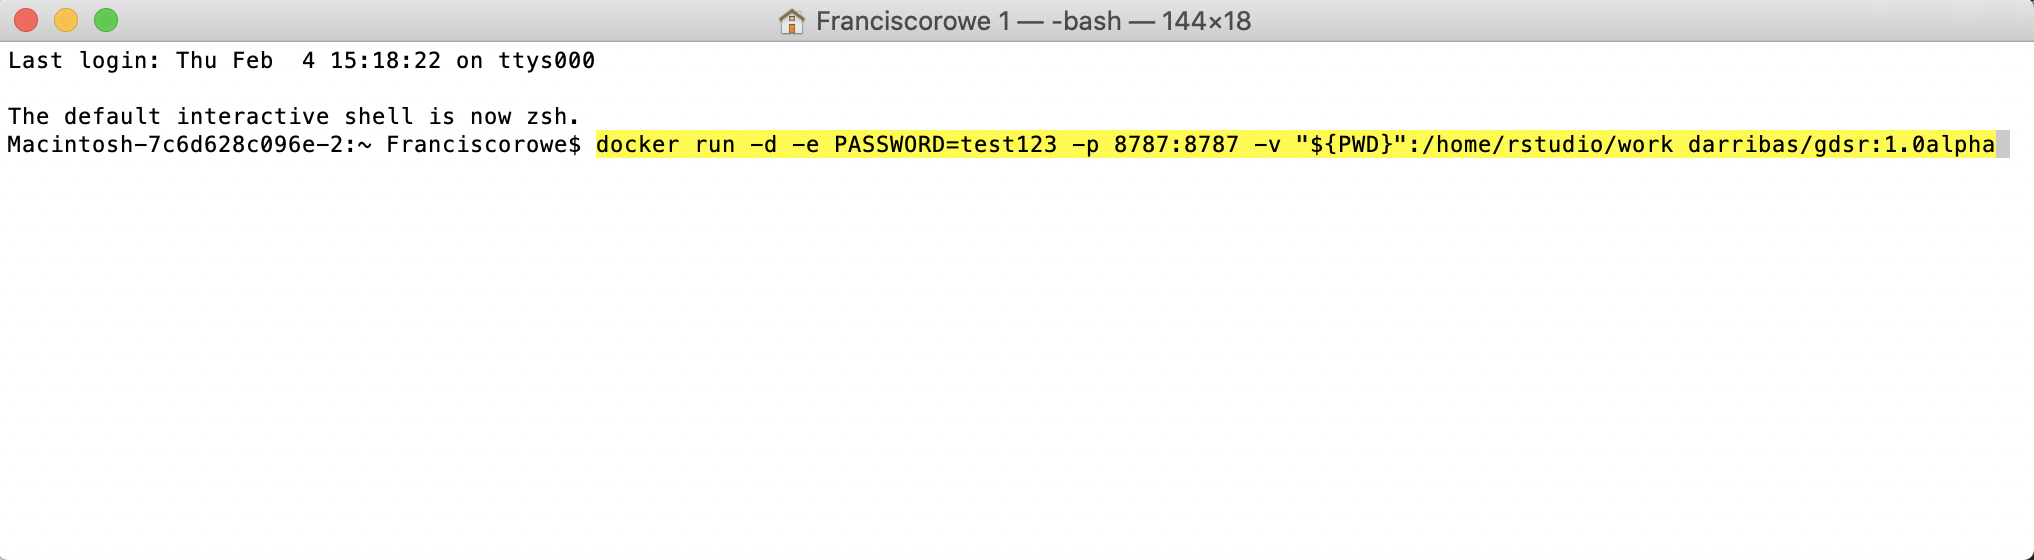 Franciscorowe 1 — -bash — 144×18
Last login: Thu Feb  4 15:18:22 on ttys000
The default interactive shell is now zsh.
Macintosh-7c6d628c096e-2:~ Franciscorowe$ docker run -d -e PASSWORD=test123 -p 8787:8787 -v "${PWD}":/home/rstudio/work darribas/gdsr:1.0alpha